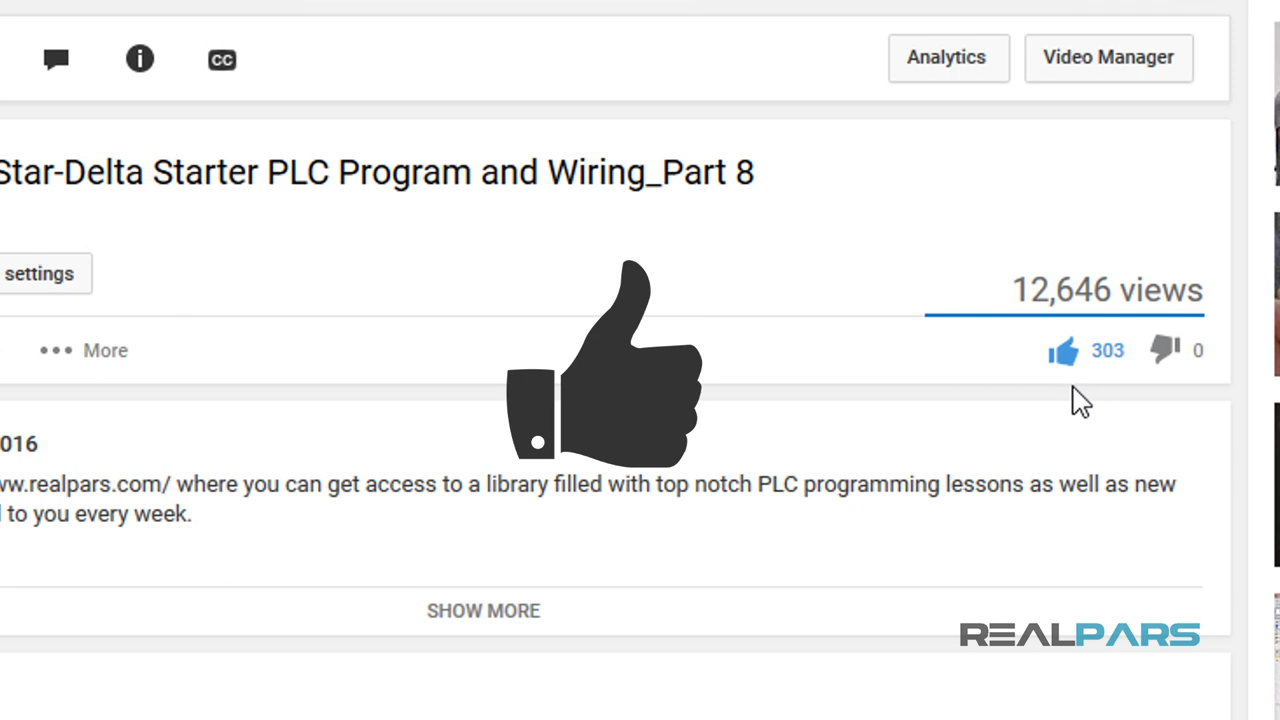 CC
Analytics
Video Manager
Star-Delta Starter PLC Program and Wiring_Part 8
settings
12,646 views
More
303
0
016
ww.realpars.com/ where you can get access to a library filled with top notch PLC programming lessons as well as new
to you every week.
SHOW MORE
REALPARS